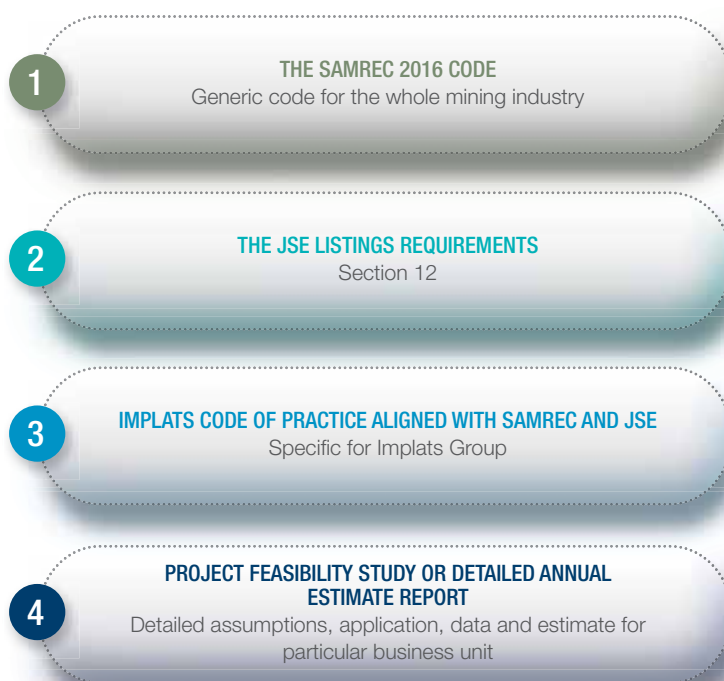 1
THE SAMREC 2016 CODE
Generic code for the whole mining industry
2
THE JSE LISTINGS REQUIREMENTS
Section 12
3
IMPLATS CODE OF PRACTICE ALIGNED WITH SAMREC AND JSE
Specific for Implats Group
4
PROJECT FEASIBILITY STUDY OR DETAILED ANNUAL
ESTIMATE REPORT
Detailed assumptions, application, data and estimate for
particular business unit